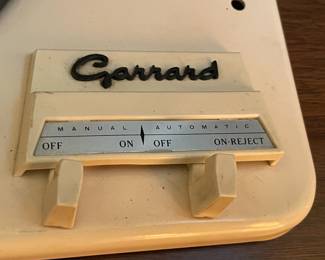 Garrard
MANUAL AUTOMATIC
OFF ON OFF ON-REJECT